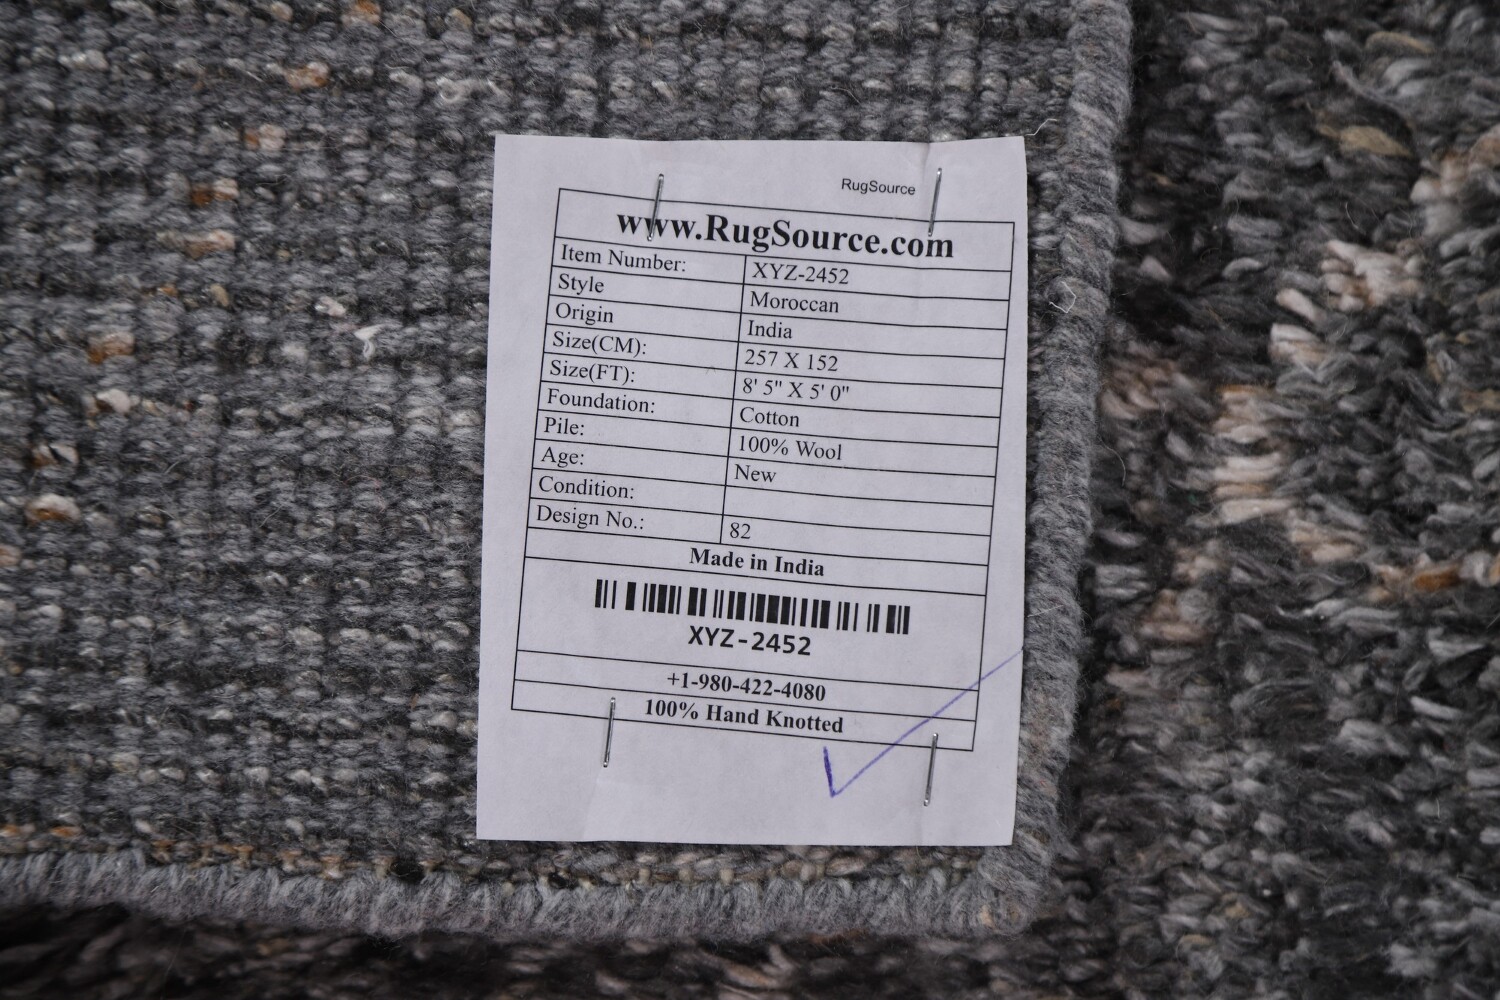 RugSource
www.RugSource.com
Item Number: XYZ-2452
Style Moroccan
Origin India
Size(CM): 257 X 152
Size(FT): 8' 5" X 5' 0"
Foundation: Cotton
Pile: 100% Wool
Age: New
Condition:
Design No.: 82
Made in India
XYZ-2452
+1-980-422-4080
100% Hand Knotted